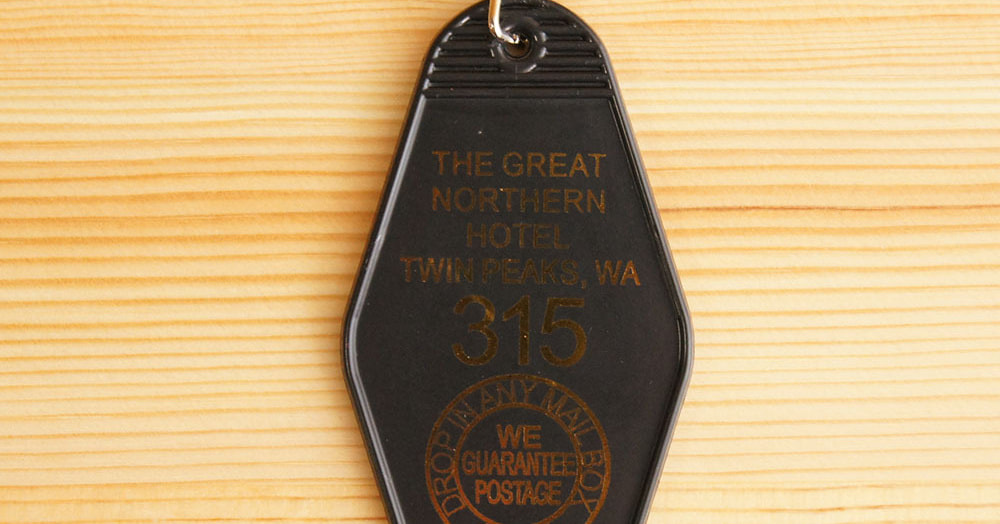 THE GREAT
NORTHERN
HOTEL
TWIN PEAKS, WA
315
DROP IN ANY MAIL BOX
WE
GUARANTEE
POSTAGE